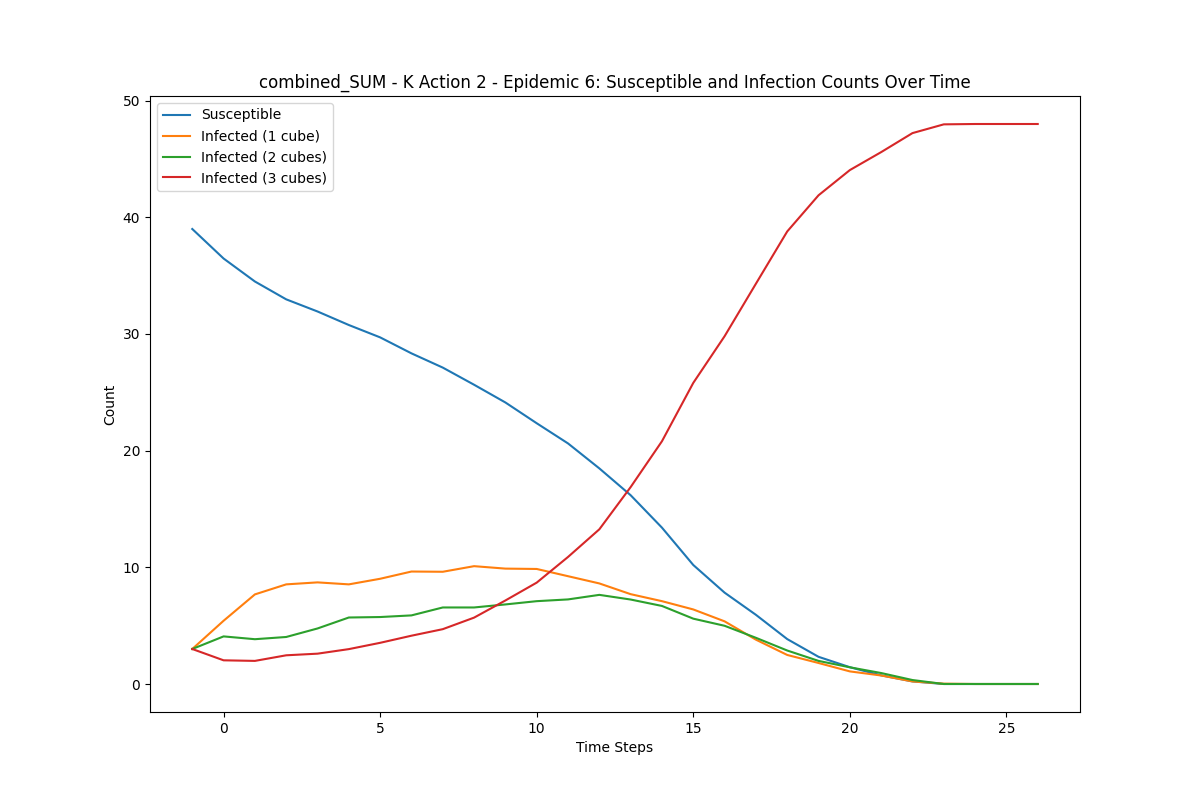 combined_SUM - K Action 2 - Epidemic 6: Susceptible and Infection Counts Over Time
50
Susceptible
Infected (1 cube)
Infected (2 cubes)
Infected (3 cubes)
40
30
Count
20
10
0
0 5 10 15 20 25
Time Steps